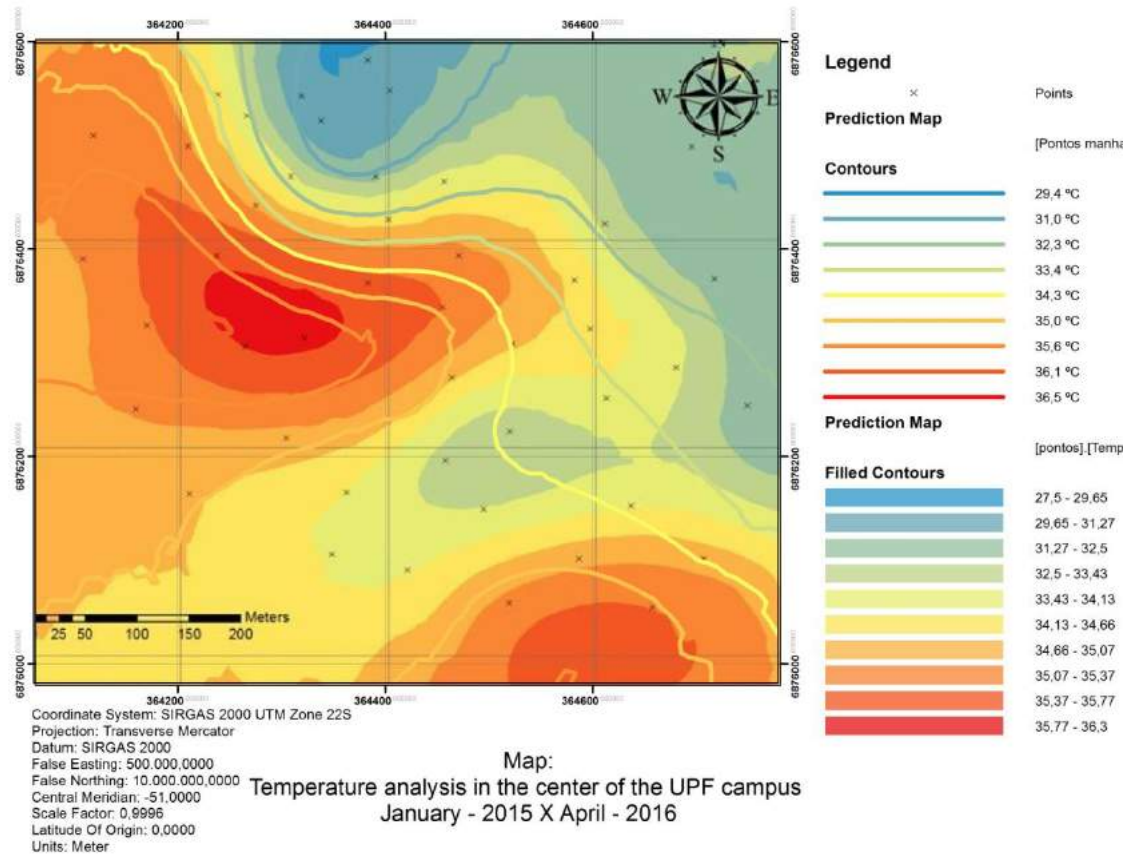 364200 364400 364600
6876600 6876600
N
W E
S
6876400 6876400
6876200 6876200
6876000 6876000
Meters
25 50 100 150 200
364200 364400 364600
Legend
Points
Prediction Map
[Pontos manha
Contours
29,4 ºC
31,0 ºC
32,3 ºC
33,4 ºC
34,3 ºC
35,0 ºC
35,6 ºC
36,1 ºC
36,5 ºC
Prediction Map
[pontos].[Temp
Filled Contours
27,5 - 29,65
29,65 - 31,27
31,27 - 32,5
32,5 - 33,43
33,43 - 34,13
34,13 - 34,66
34,66 - 35,07
35,07 - 35,37
35,37 - 35,77
35,77 - 36,3
Coordinate System: SIRGAS 2000 UTM Zone 22S
Projection: Transverse Mercator
Datum: SIRGAS 2000
False Easting: 500.000,0000
False Northing: 10.000.000,0000
Central Meridian: -51,0000
Scale Factor: 0,9996
Latitude Of Origin: 0,0000
Units: Meter
Map:
Temperature analysis in the center of the UPF campus
January - 2015 X April - 2016